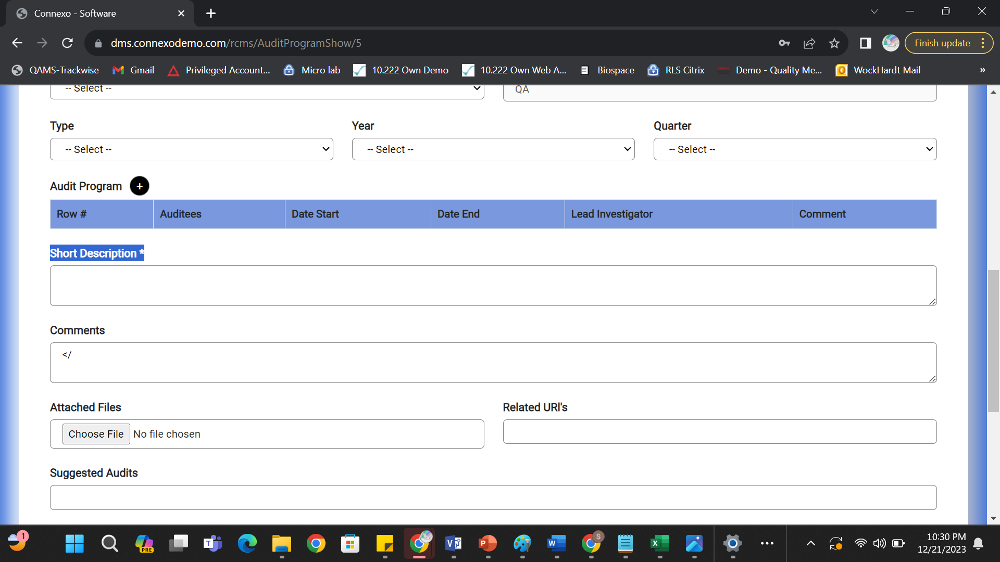 Connexo - Software
dms.connexodemo.com/rcms/AuditProgramShow/5
Finish update
QAMS-Trackwise
Gmail
Privileged Account...
Micro lab
10.222 Own Demo
10.222 Own Web A...
Biospace
RLS Citrix
Demo - Quality Me...
WockHardt Mail
»
-- Select --
QA
Type
Year
Quarter
-- Select --
-- Select --
-- Select --
Audit Program +
Row #
Auditees
Date Start
Date End
Lead Investigator
Comment
Short Description *
Comments
</
Attached Files
Related URl's
Choose File No file chosen
Suggested Audits
1
PRE
T
V
P
W
S
X
10:30 PM
12/21/2023